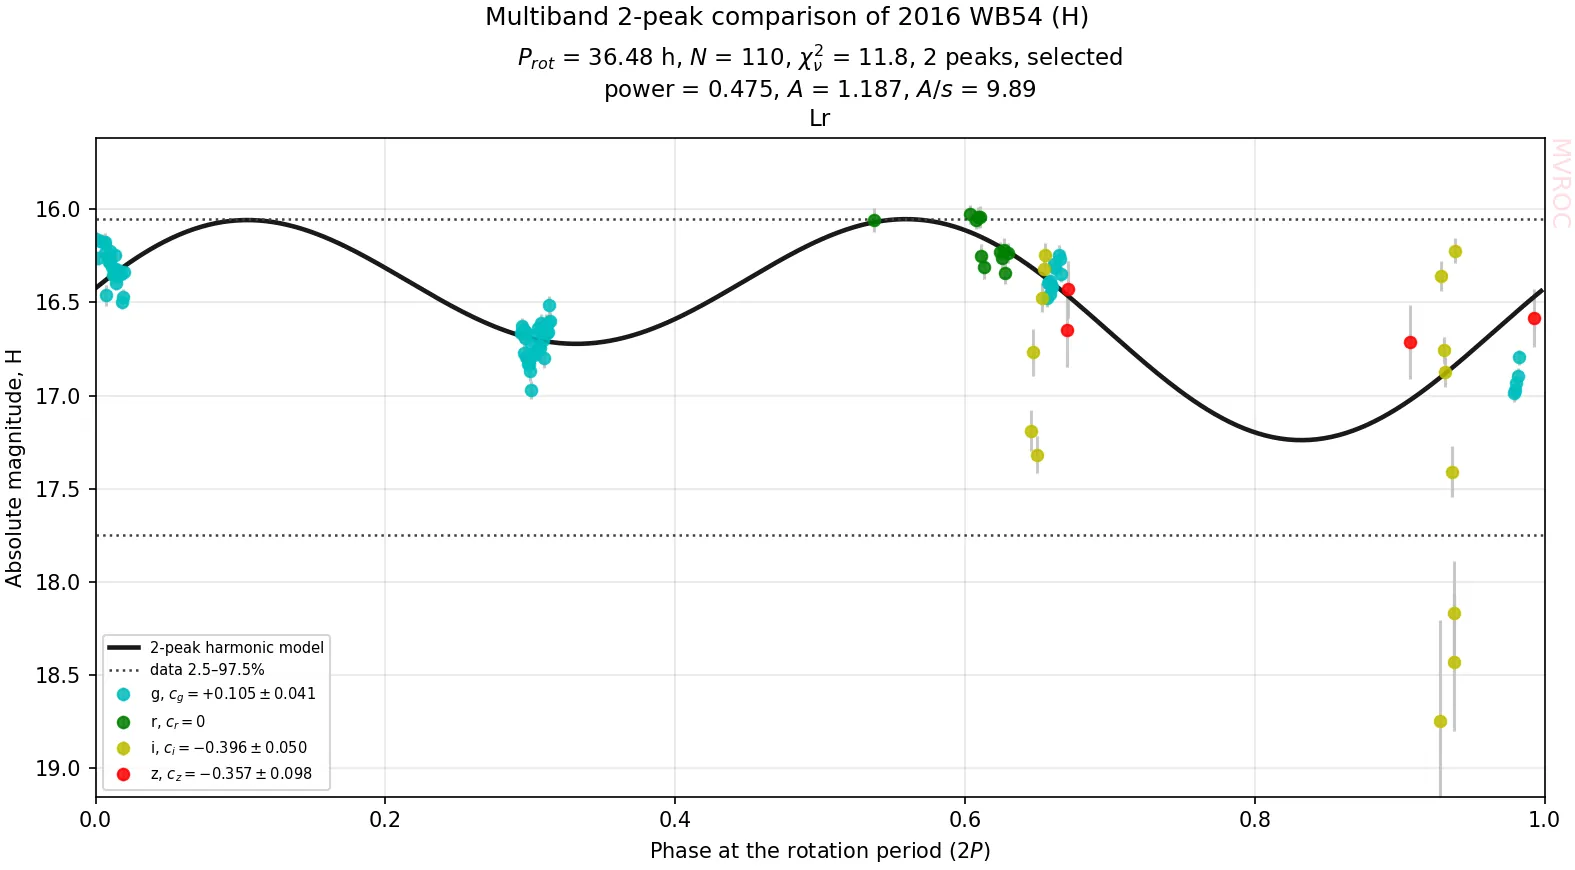 Multiband 2-peak comparison of 2016 WB54 (H)
P_rot = 36.48 h, N = 110, χ²_ν = 11.8, 2 peaks, selected
power = 0.475, A = 1.187, A/s = 9.89
Lr
MVROC
16.0
16.5
17.0
17.5
18.0
18.5
19.0
Absolute magnitude, H
2-peak harmonic model
data 2.5–97.5%
g, c_g = +0.105 ± 0.041
r, c_r = 0
i, c_i = −0.396 ± 0.050
z, c_z = −0.357 ± 0.098
0.0 0.2 0.4 0.6 0.8 1.0
Phase at the rotation period (2P)